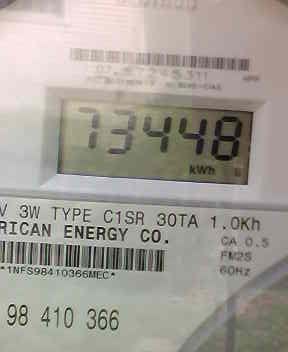 73448
kWh
V 3W TYPE C1SR 30TA 1.0Kh
RICAN ENERGY CO.
CA 0.5
FM2S
60Hz
*1NFS98410366MEC*
98 410 366